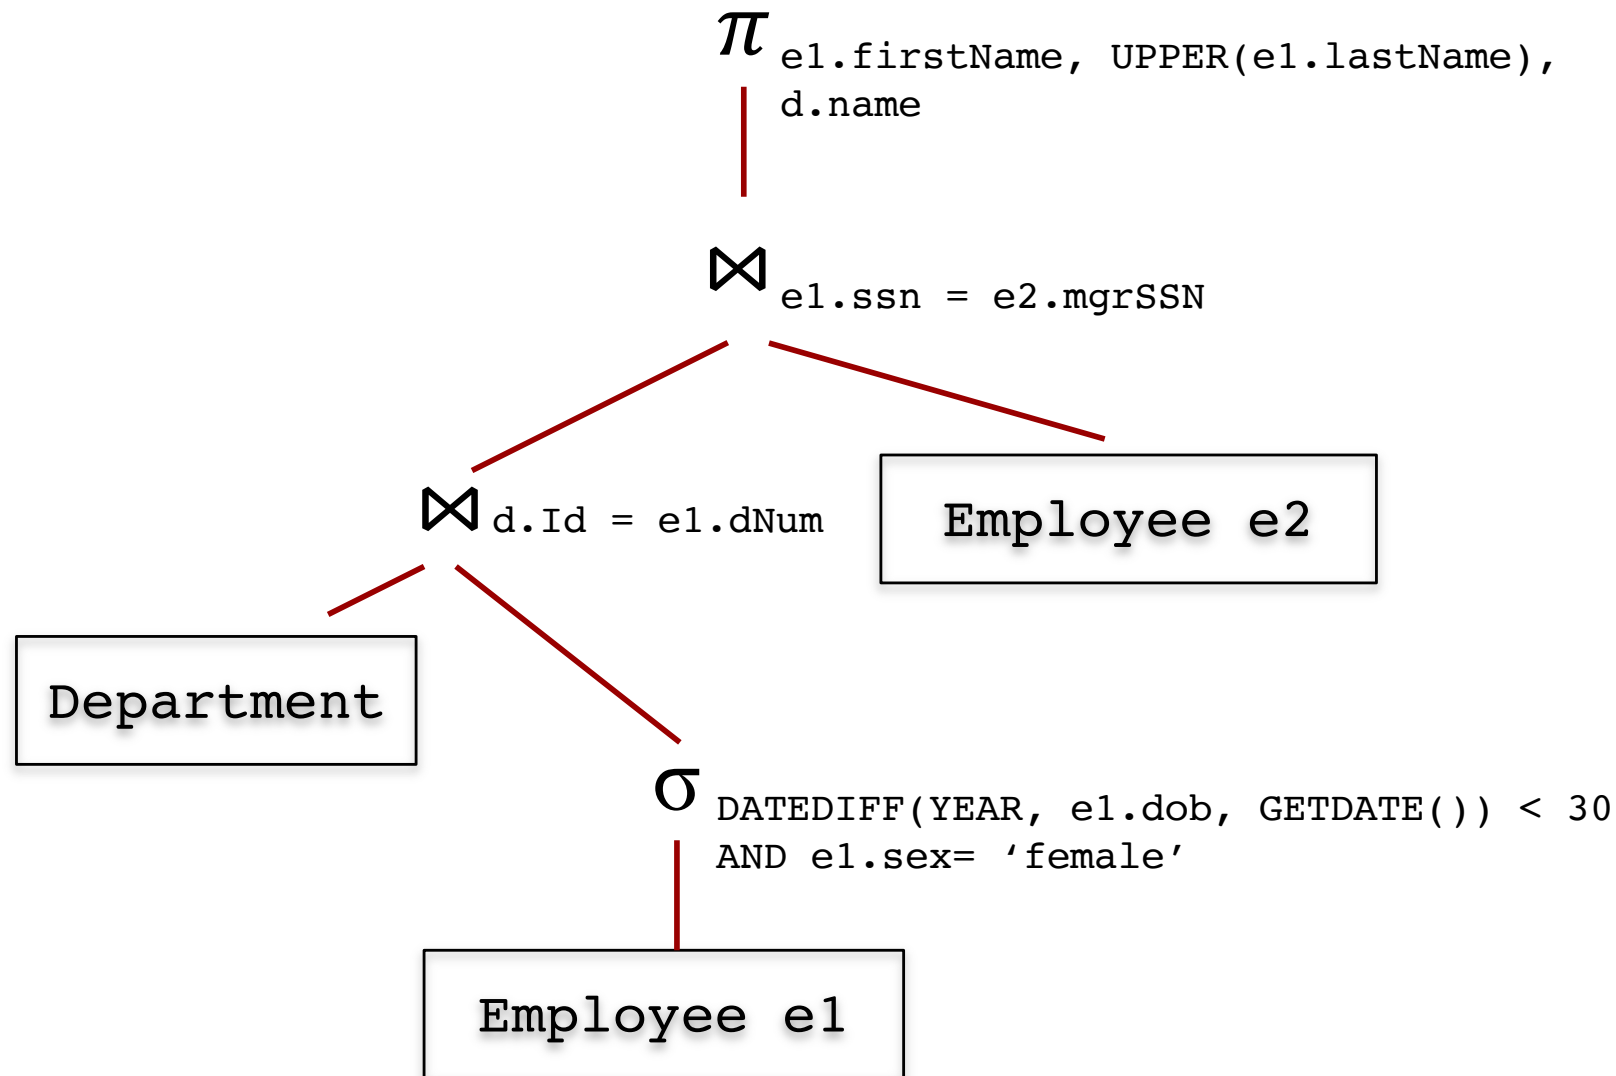 π e1.firstName, UPPER(e1.lastName),
d.name
⋈ e1.ssn = e2.mgrSSN
⋈ d.Id = e1.dNum
Employee e2
Department
σ DATEDIFF(YEAR, e1.dob, GETDATE()) < 30
AND e1.sex= ‘female’
Employee e1